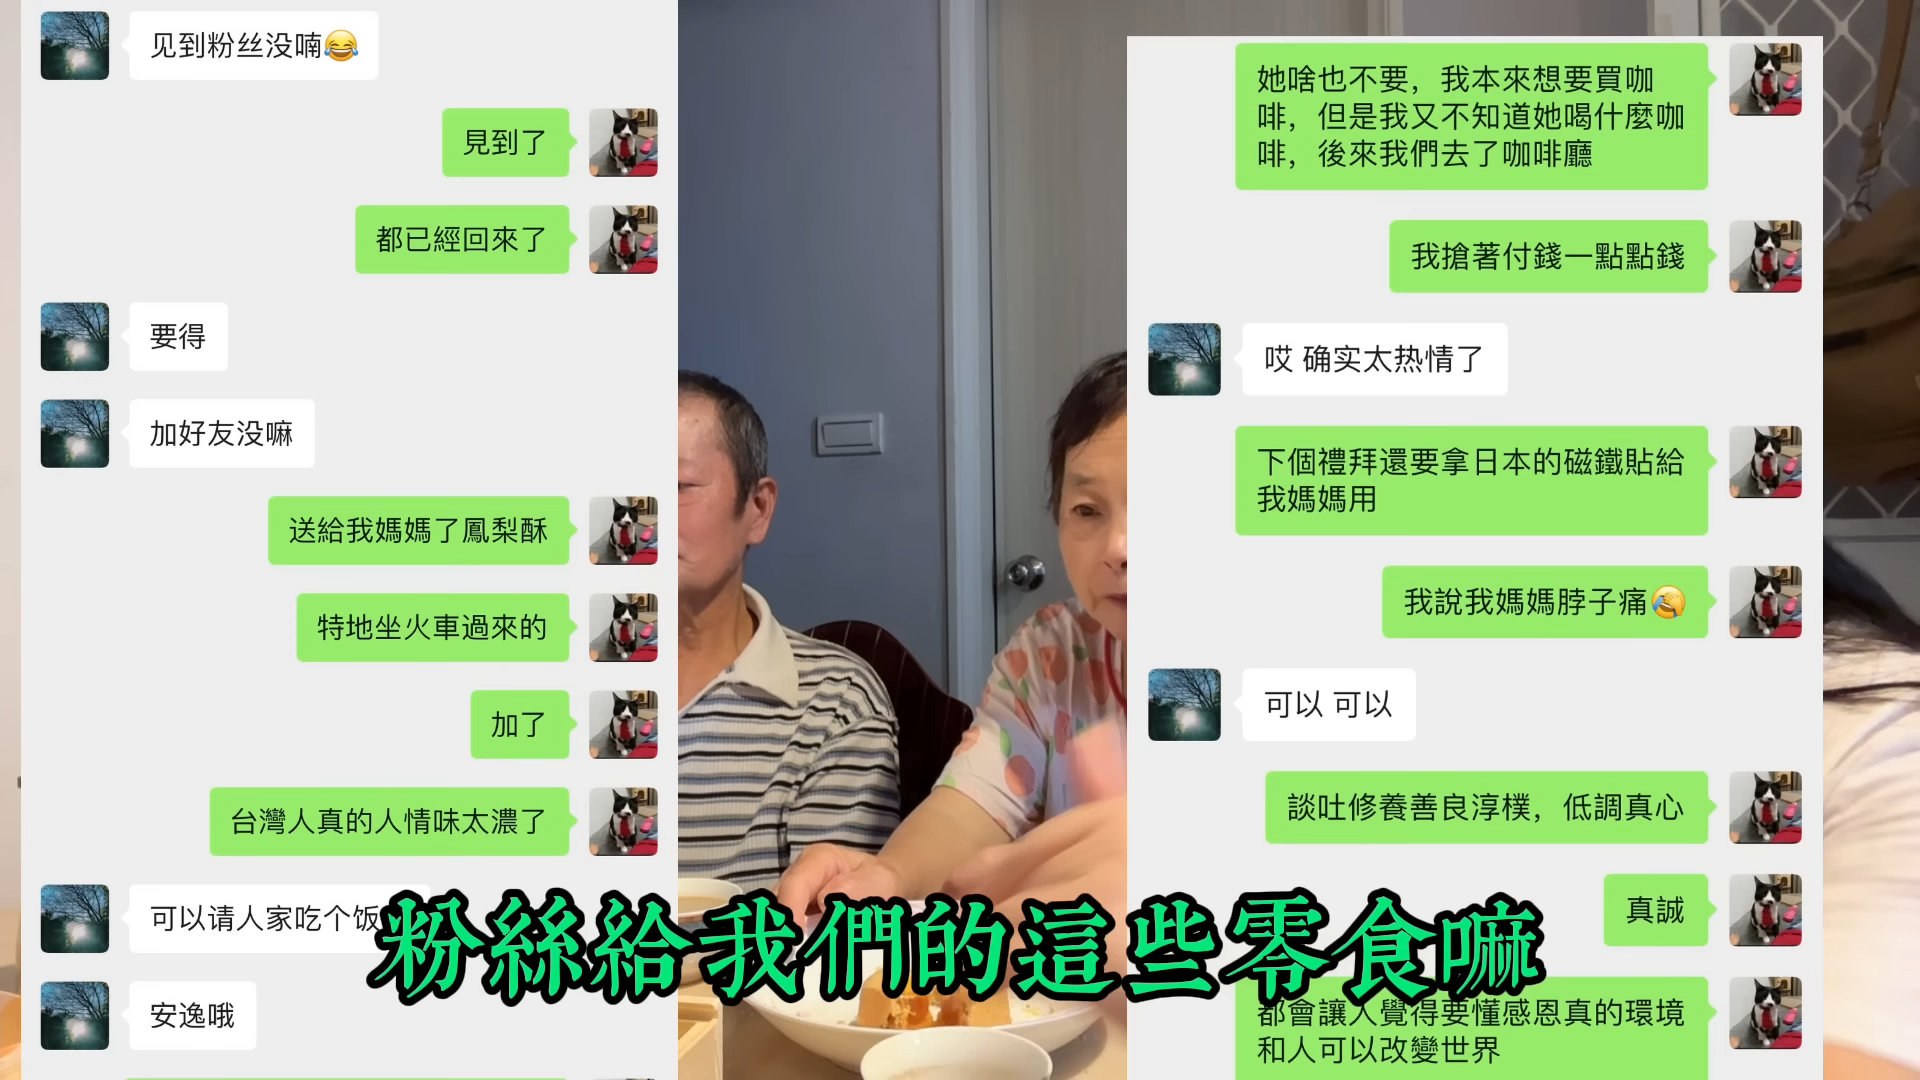 见到粉丝没喃😂
見到了
都已經回來了
要得
加好友没嘛
送給我媽媽了鳳梨酥
特地坐火車過來的
加了
台灣人真的人情味太濃了
可以请人家吃个饭
安逸哦
她啥也不要，我本來想要買咖
啡，但是我又不知道她喝什麼咖
啡，後來我們去了咖啡廳
我搶著付錢一點點錢
哎 确实太热情了
下個禮拜還要拿日本的磁鐵貼給
我媽媽用
我說我媽媽脖子痛🤣
可以 可以
談吐修養善良淳樸，低調真心
真誠
都會讓人覺得要懂感恩真的環境
和人可以改變世界
粉絲給我們的這些零食嘛